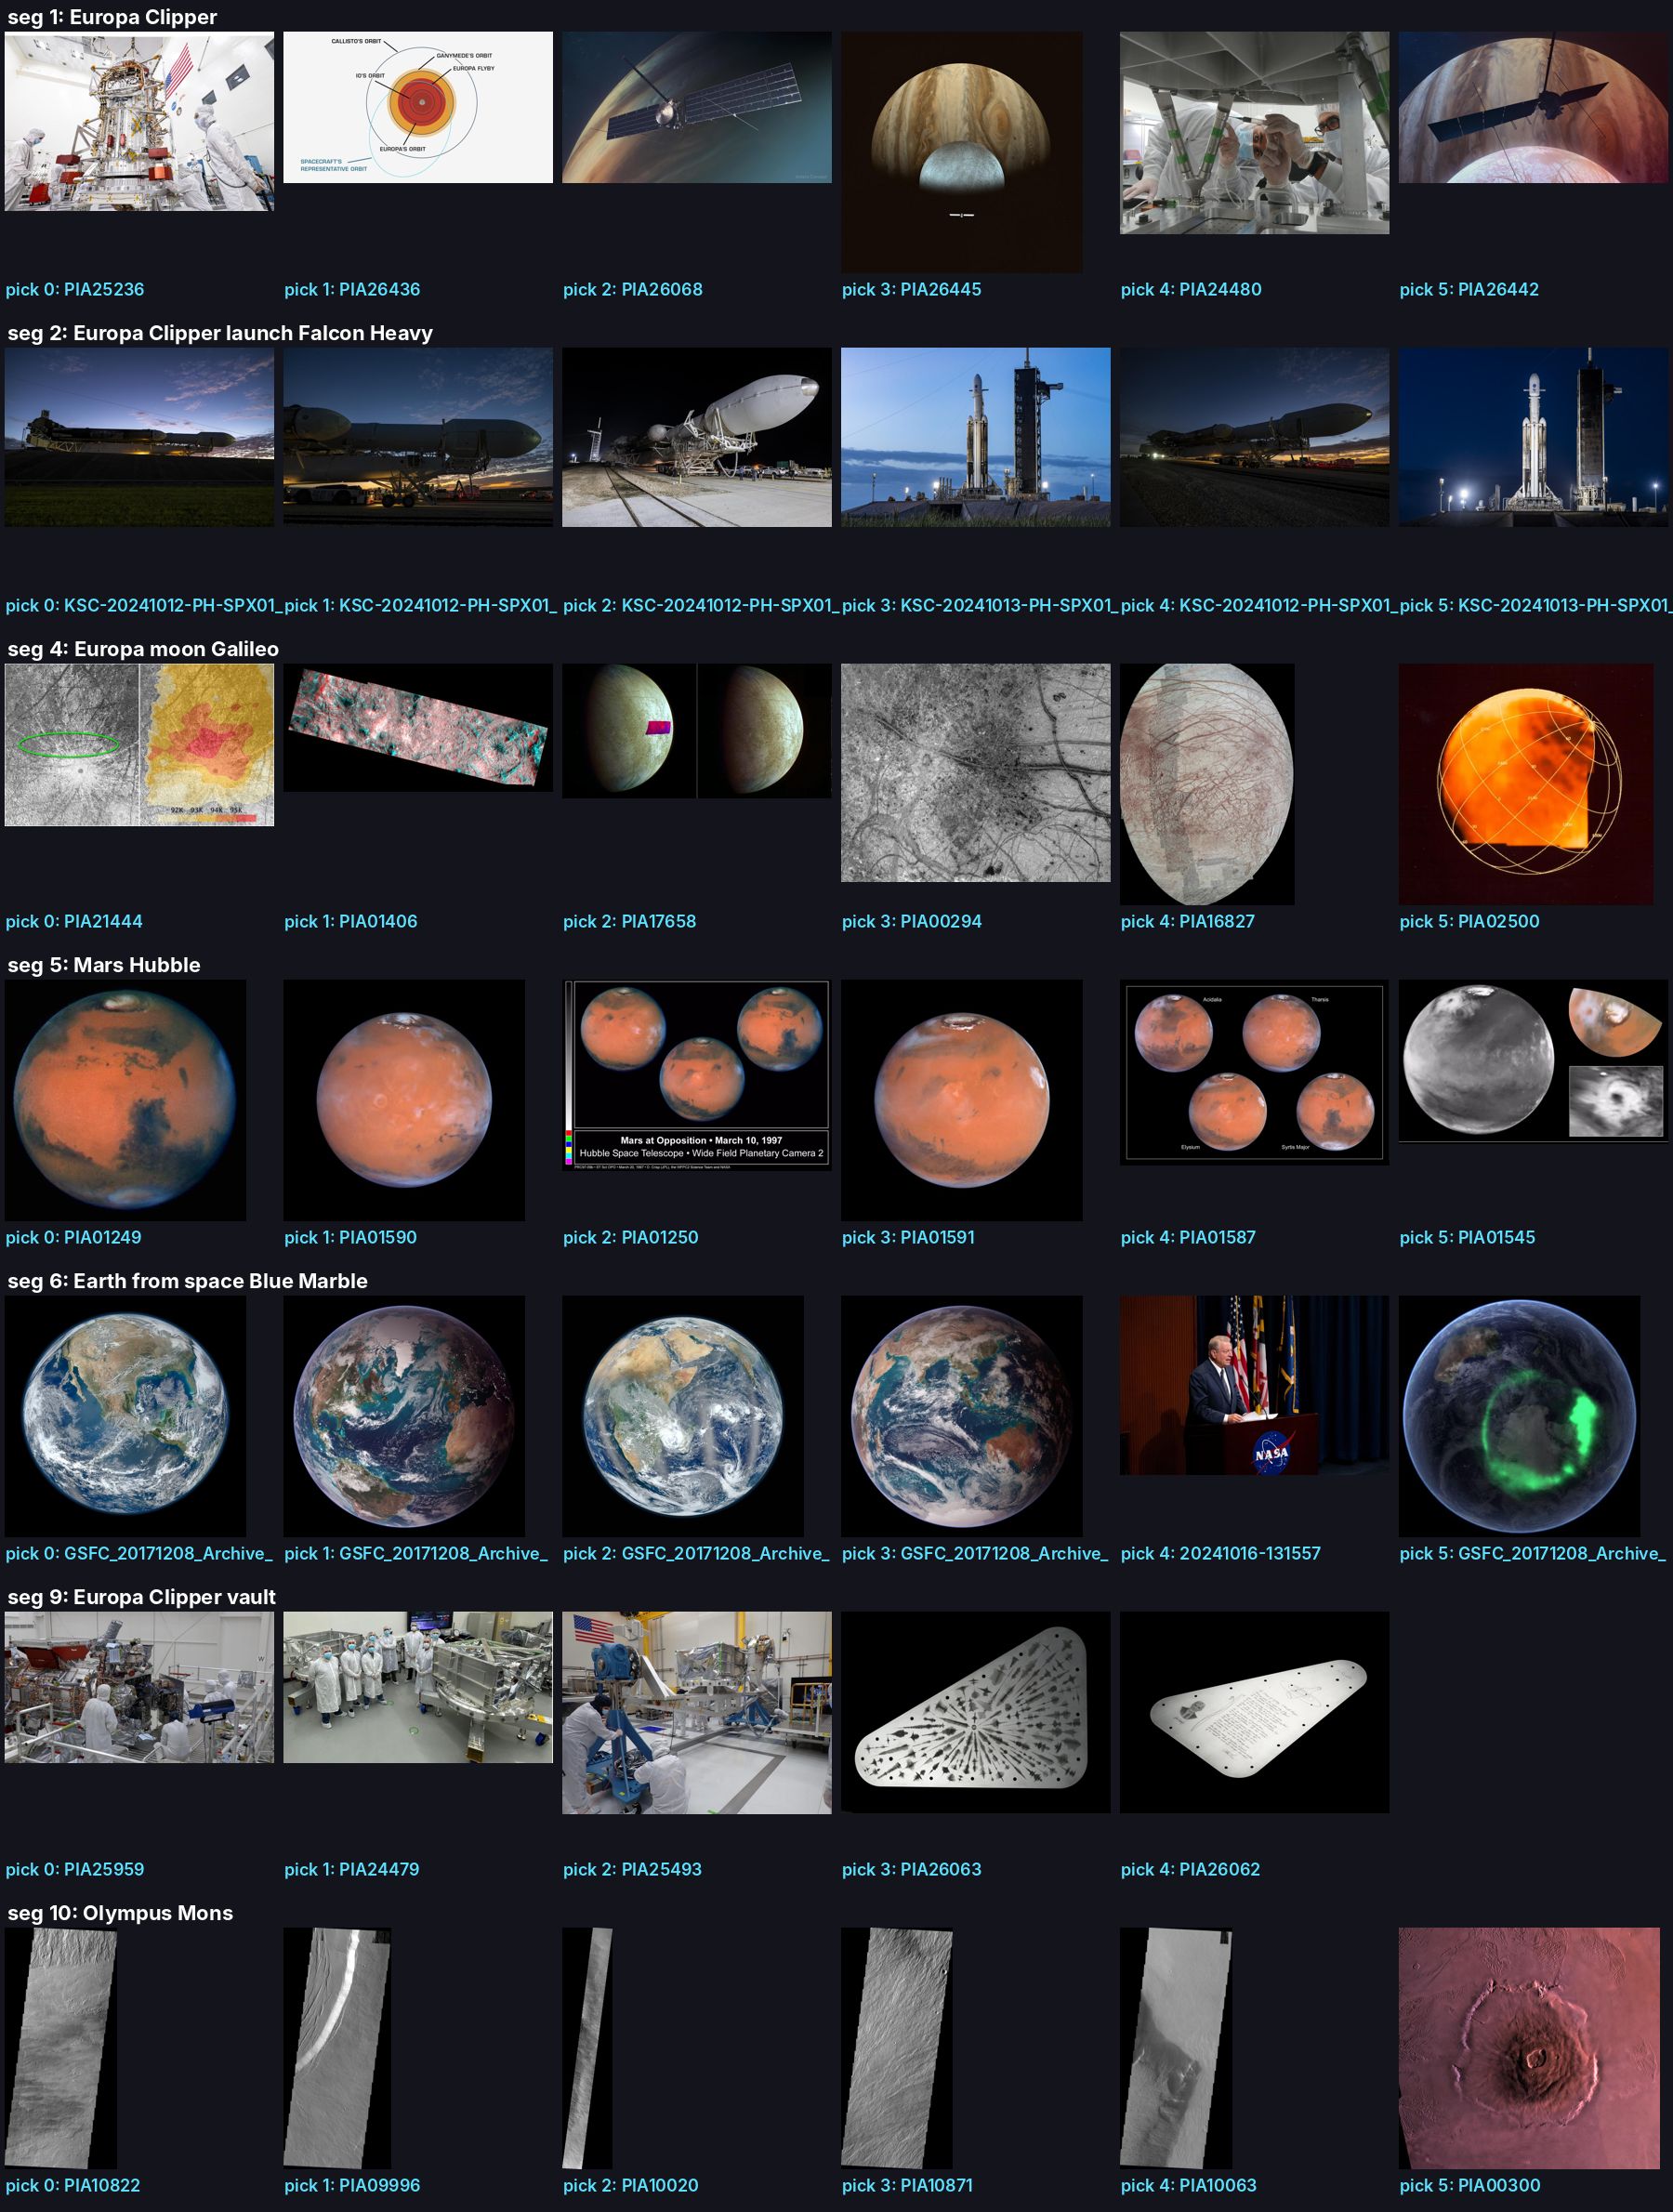 seg 1: Europa Clipper
CALLISTO'S ORBIT
GANYMEDE'S ORBIT
IO'S ORBIT
EUROPA FLYBY
EUROPA'S ORBIT
SPACECRAFT'S
REPRESENTATIVE ORBIT
pick 0: PIA25236
pick 1: PIA26436
pick 2: PIA26068
pick 3: PIA26445
pick 4: PIA24480
pick 5: PIA26442
seg 2: Europa Clipper launch Falcon Heavy
pick 0: KSC-20241012-PH-SPX01_
pick 1: KSC-20241012-PH-SPX01_
pick 2: KSC-20241012-PH-SPX01_
pick 3: KSC-20241013-PH-SPX01_
pick 4: KSC-20241012-PH-SPX01_
pick 5: KSC-20241013-PH-SPX01_
seg 4: Europa moon Galileo
92K 93K 94K 95K
pick 0: PIA21444
pick 1: PIA01406
pick 2: PIA17658
pick 3: PIA00294
pick 4: PIA16827
pick 5: PIA02500
seg 5: Mars Hubble
Mars at Opposition • March 10, 1997
Hubble Space Telescope • Wide Field Planetary Camera 2
Acidalia
Tharsis
Elysium
Syrtis Major
pick 0: PIA01249
pick 1: PIA01590
pick 2: PIA01250
pick 3: PIA01591
pick 4: PIA01587
pick 5: PIA01545
seg 6: Earth from space Blue Marble
NASA
pick 0: GSFC_20171208_Archive_
pick 1: GSFC_20171208_Archive_
pick 2: GSFC_20171208_Archive_
pick 3: GSFC_20171208_Archive_
pick 4: 20241016-131557
pick 5: GSFC_20171208_Archive_
seg 9: Europa Clipper vault
W
pick 0: PIA25959
pick 1: PIA24479
pick 2: PIA25493
pick 3: PIA26063
pick 4: PIA26062
seg 10: Olympus Mons
pick 0: PIA10822
pick 1: PIA09996
pick 2: PIA10020
pick 3: PIA10871
pick 4: PIA10063
pick 5: PIA00300